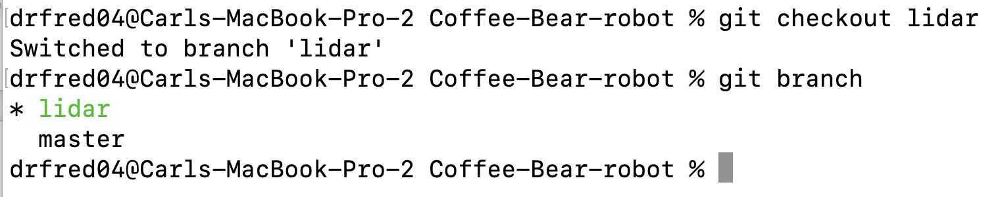 [drfred04@Carls-MacBook-Pro-2 Coffee-Bear-robot % git checkout lidar
Switched to branch 'lidar'
[drfred04@Carls-MacBook-Pro-2 Coffee-Bear-robot % git branch
* lidar
  master
drfred04@Carls-MacBook-Pro-2 Coffee-Bear-robot %